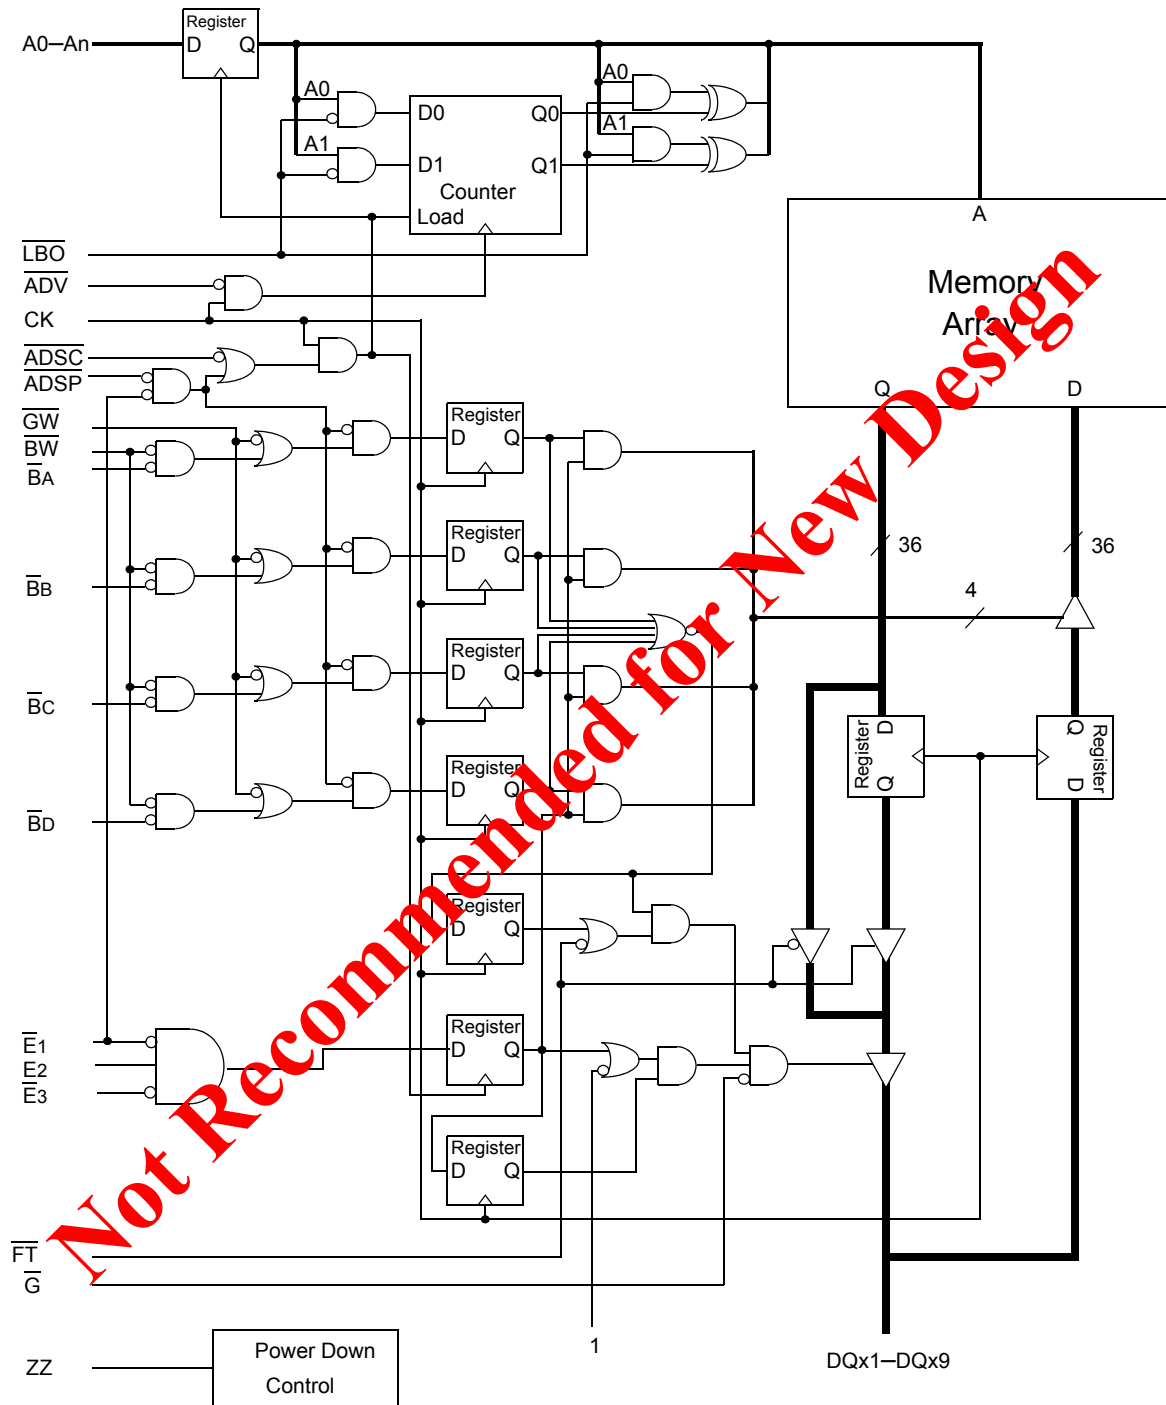 Register
A0–An
D Q
A0
A0
D0
Q0
A1
A1
D1
Q1
Counter
Load
A
LBO
ADV
Memory
CK
Array
ADSC
ADSP
Q D
GW
Register
BW
D Q
BA
Register
D Q
36
36
BB
4
Register
D Q
BC
Register
D
Q
Q
Register
D
Register
D Q
BD
Register
D Q
Register
E1
D Q
E2
E3
Register
D Q
FT
G
1
Power Down
DQx1–DQx9
ZZ
Control
Not Recommended for New Design